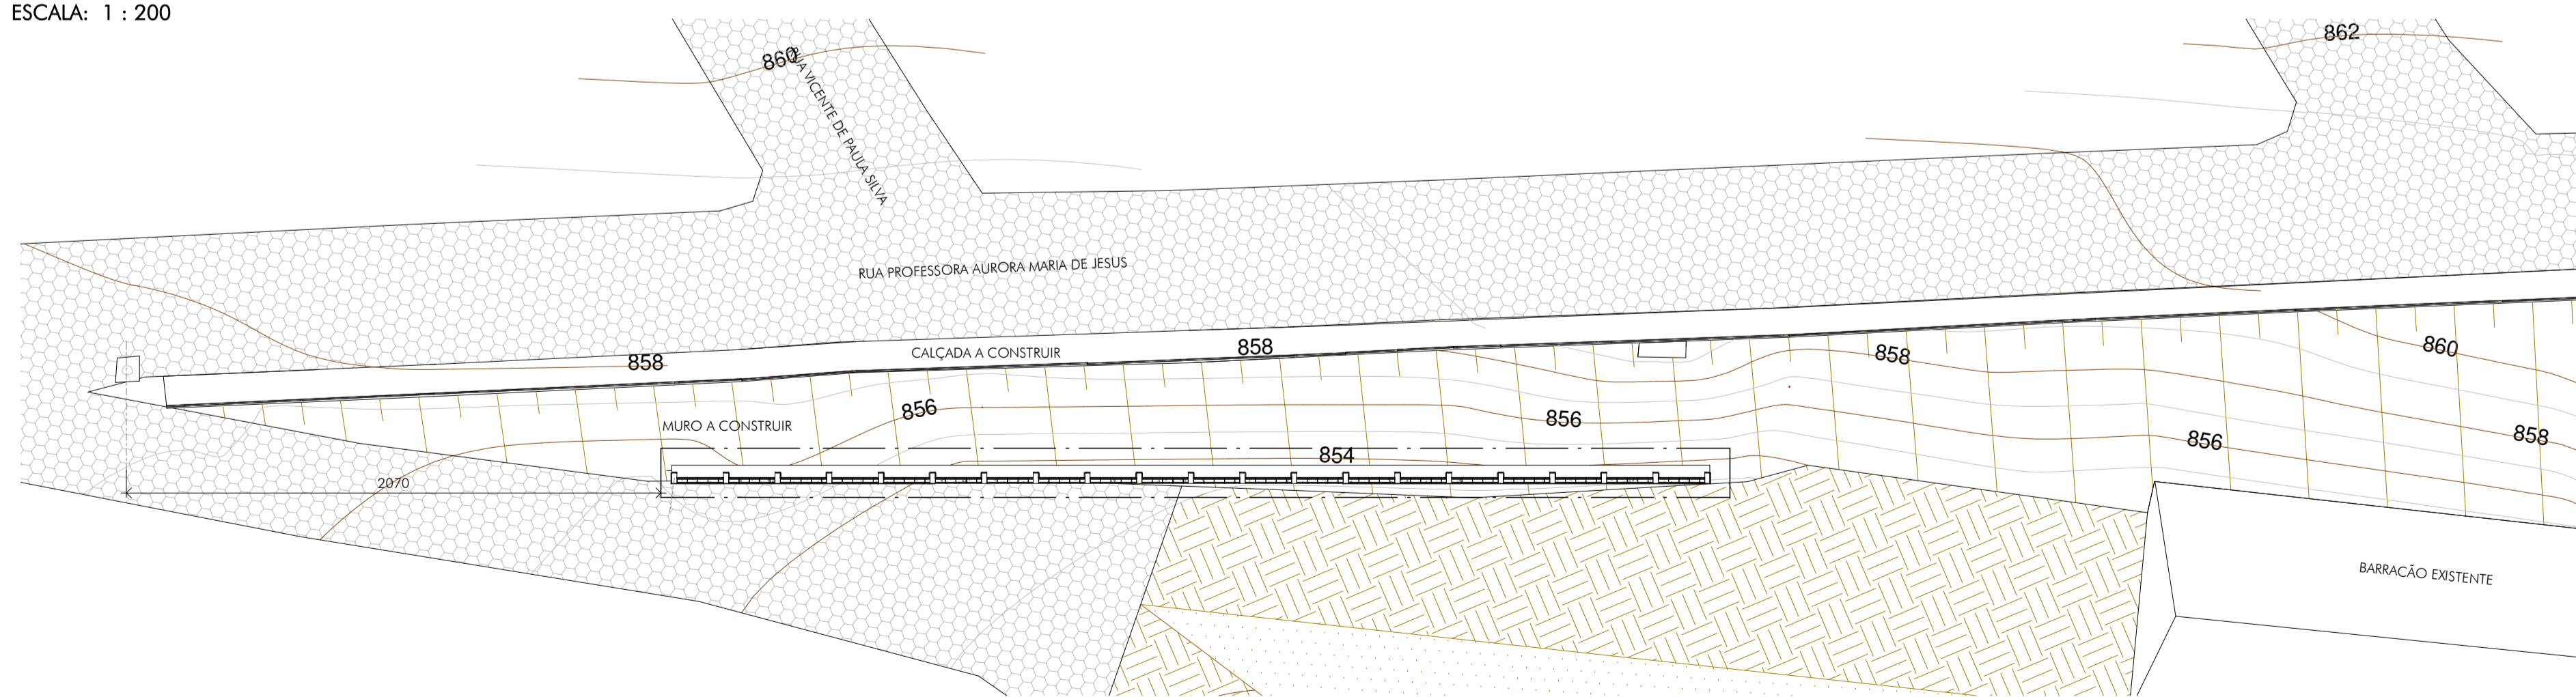 ESCALA: 1 : 200
862
860
RUA VICENTE DE PAULA SILVA
RUA PROFESSORA AURORA MARIA DE JESUS
858
CALÇADA A CONSTRUIR
858
858
860
856
856
MURO A CONSTRUIR
856
858
854
2070
BARRACÃO EXISTENTE